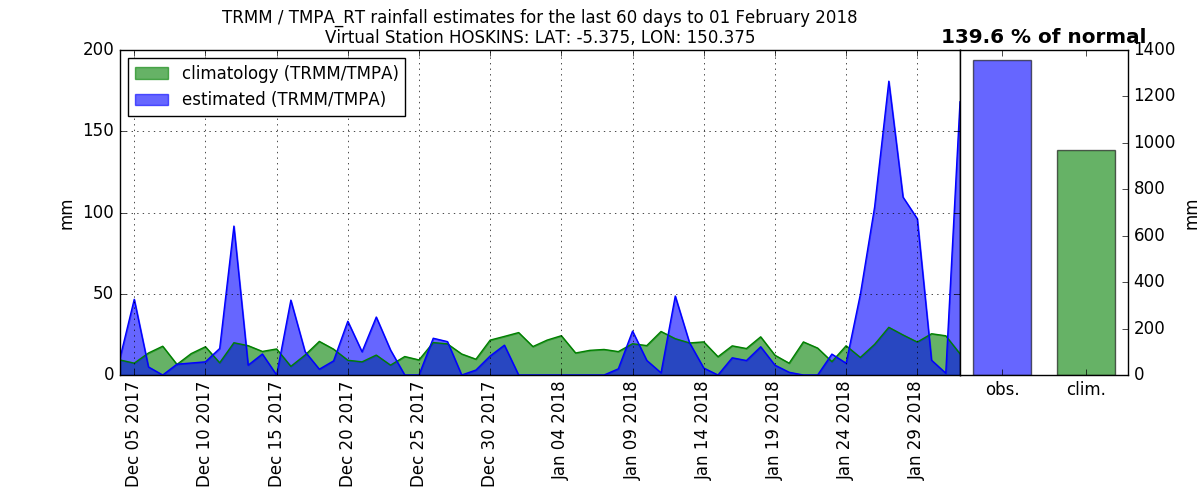 TRMM / TMPA_RT rainfall estimates for the last 60 days to 01 February 2018
Virtual Station HOSKINS: LAT: -5.375, LON: 150.375
139.6 % of normal
climatology (TRMM/TMPA)
estimated (TRMM/TMPA)
mm
200
150
100
50
0
Dec 05 2017
Dec 10 2017
Dec 15 2017
Dec 20 2017
Dec 25 2017
Dec 30 2017
Jan 04 2018
Jan 09 2018
Jan 14 2018
Jan 19 2018
Jan 24 2018
Jan 29 2018
obs.
clim.
1400
1200
1000
800
600
400
200
0
mm